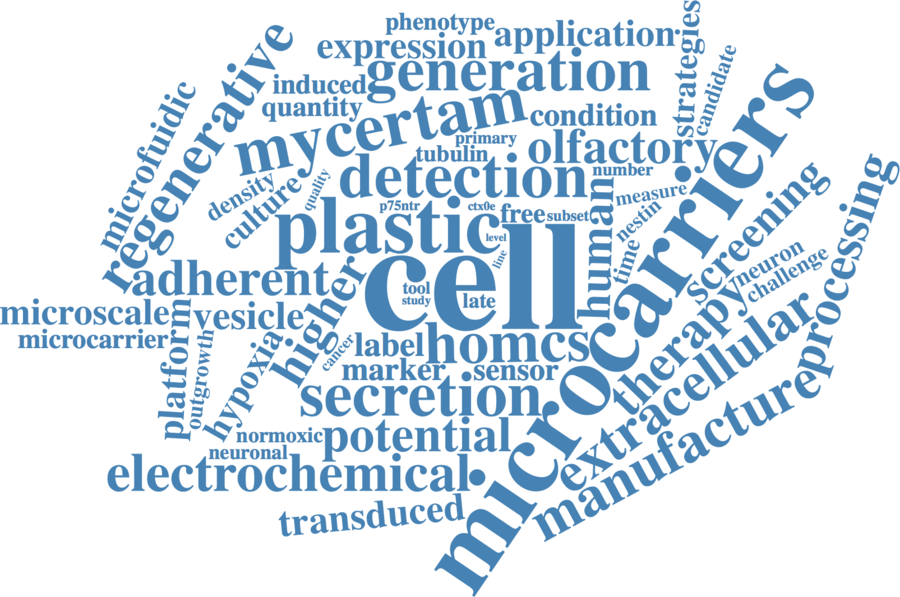 phenotype
expression
application
strategies
candidate
generation
induced
quantity
regenerative
microfuidic
mycertam
condition
primary
tubulin
olfactory
detection
number
density
culture
quality
p75ntr
ctx0e
free
subset
human
measure
nestin
time
plastic
level
line
cell
tool
study
late
microcarriers
screening
neuron
challenge
processing
adherent
higher
microscale
microcarrier
vesicle
platform
outgrowth
hypoxia
cancer
label
homcs
marker
sensor
therapy
extracellular
manufacture
secretion
normoxic
neuronal
potential
electrochemical
transduced